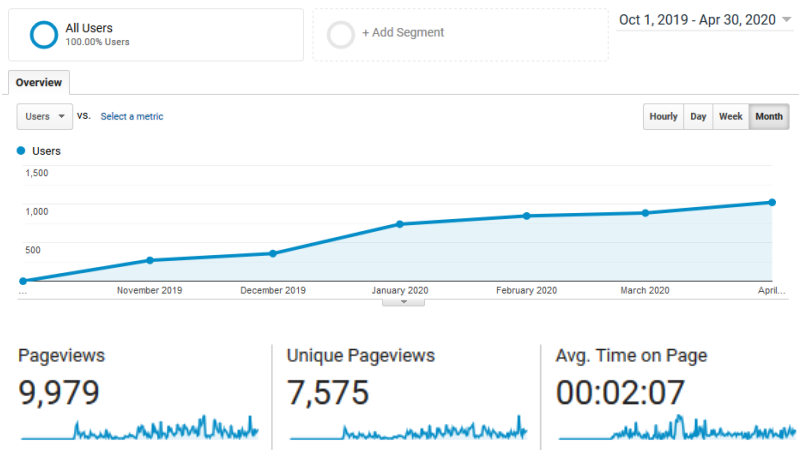 All Users
100.00% Users
+ Add Segment
Oct 1, 2019 - Apr 30, 2020
Overview
Users vs. Select a metric
Hourly Day Week Month
Users
1,500
1,000
500
... November 2019 December 2019 January 2020 February 2020 March 2020 April...
Pageviews Unique Pageviews Avg. Time on Page
9,979 7,575 00:02:07